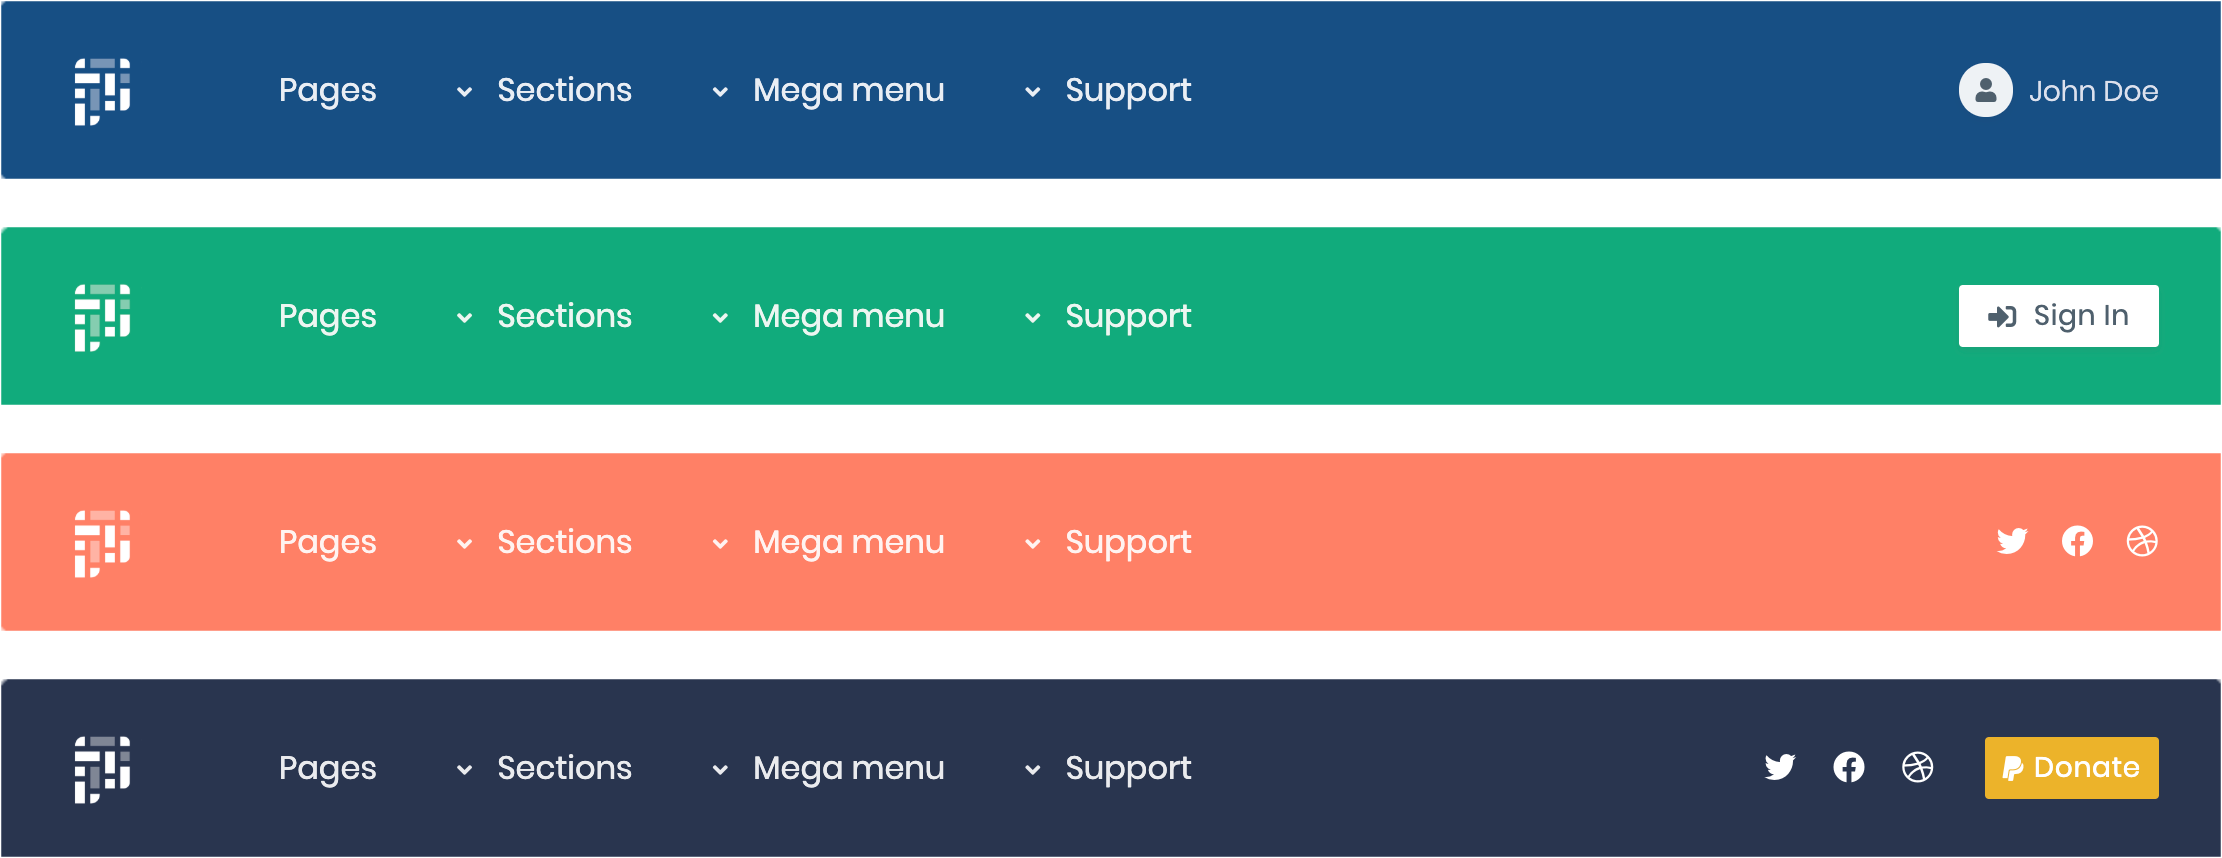 Pages Sections Mega menu Support John Doe
Pages Sections Mega menu Support Sign In
Pages Sections Mega menu Support
Pages Sections Mega menu Support Donate